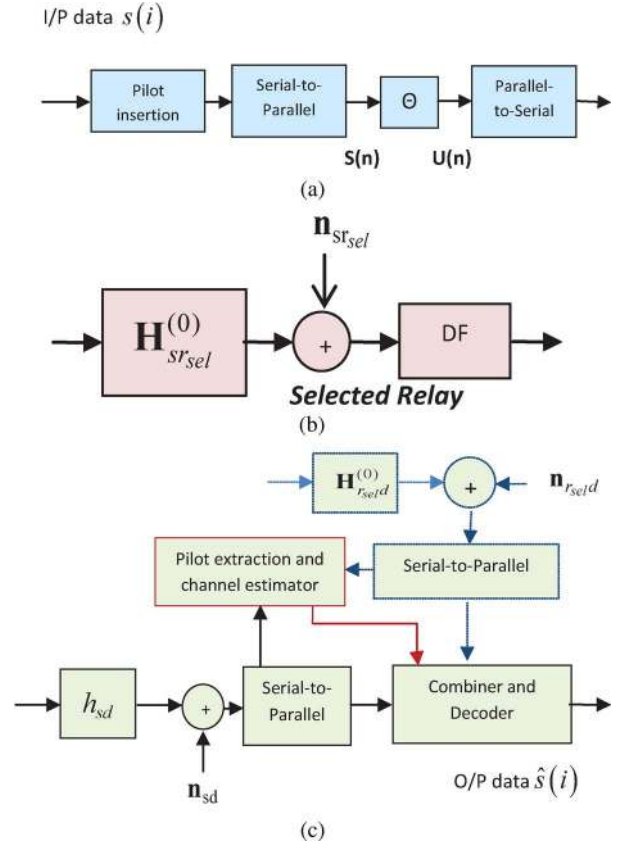 I/P data s(i)
Pilot insertion
Serial-to-Parallel
Θ
Parallel-to-Serial
S(n)
U(n)
(a)
n_{sr_{sel}}
H_{sr_{sel}}^{(0)}
+
DF
Selected Relay
(b)
H_{r_{sel}d}^{(0)}
+
n_{r_{sel}d}
Pilot extraction and channel estimator
Serial-to-Parallel
h_{sd}
+
Serial-to-Parallel
Combiner and Decoder
n_{sd}
O/P data ŝ(i)
(c)